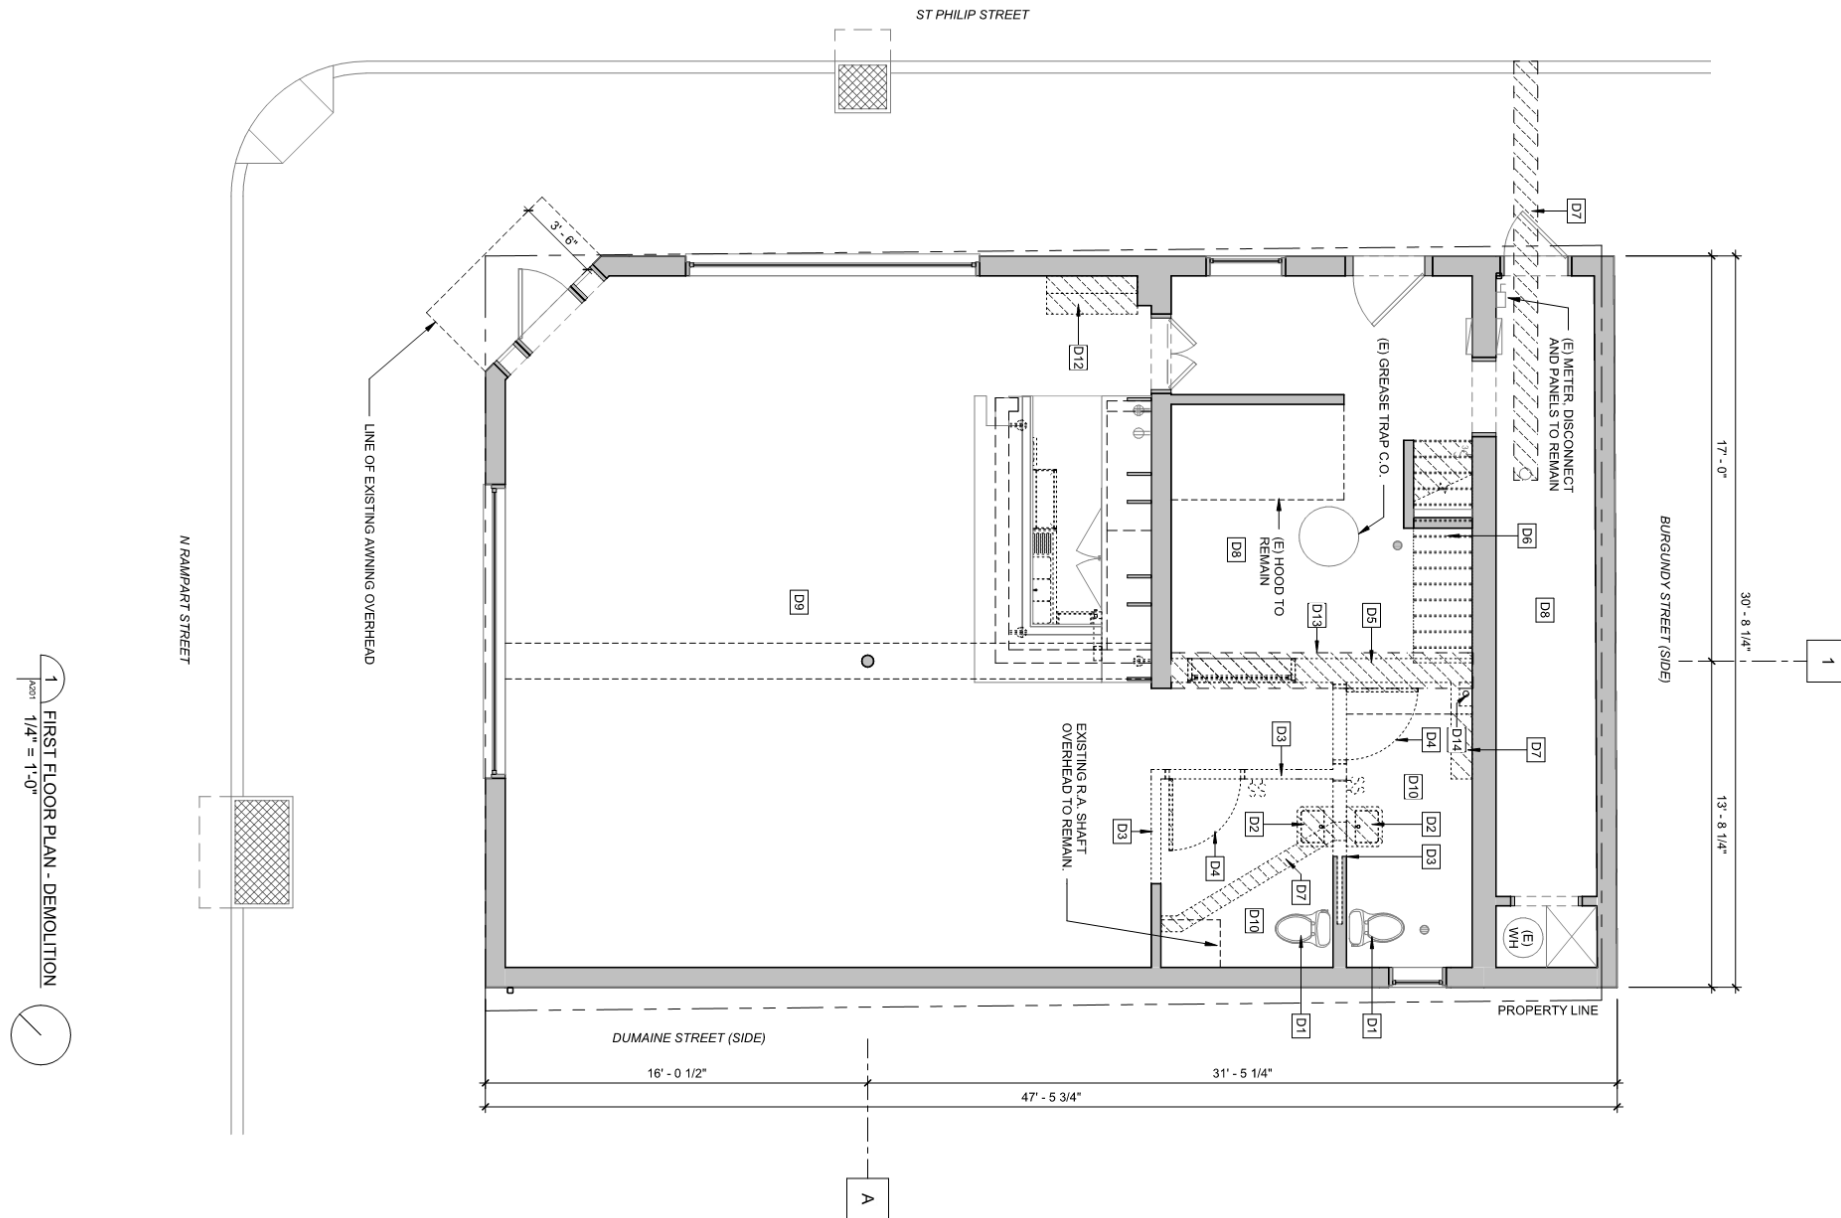 ST PHILIP STREET
D7
3' - 6"
D12
(E) GREASE TRAP C.O.
(E) METER, DISCONNECT
AND PANELS TO REMAIN
LINE OF EXISTING AWNING OVERHEAD
17' - 0"
30' - 8 1/4"
BURGUNDY STREET (SIDE)
N RAMPART STREET
D8
(E) HOOD TO
REMAIN
D6
D9
D13
D5
D8
1
1
A201
FIRST FLOOR PLAN - DEMOLITION
1/4" = 1'-0"
EXISTING R.A. SHAFT
OVERHEAD TO REMAIN.
D3
D4
D14
D7
D10
D3
D2
D2
D4
D7
D3
D10
13' - 8 1/4"
(E)
WH
D1
D1
PROPERTY LINE
DUMAINE STREET (SIDE)
16' - 0 1/2"
31' - 5 1/4"
47' - 5 3/4"
A